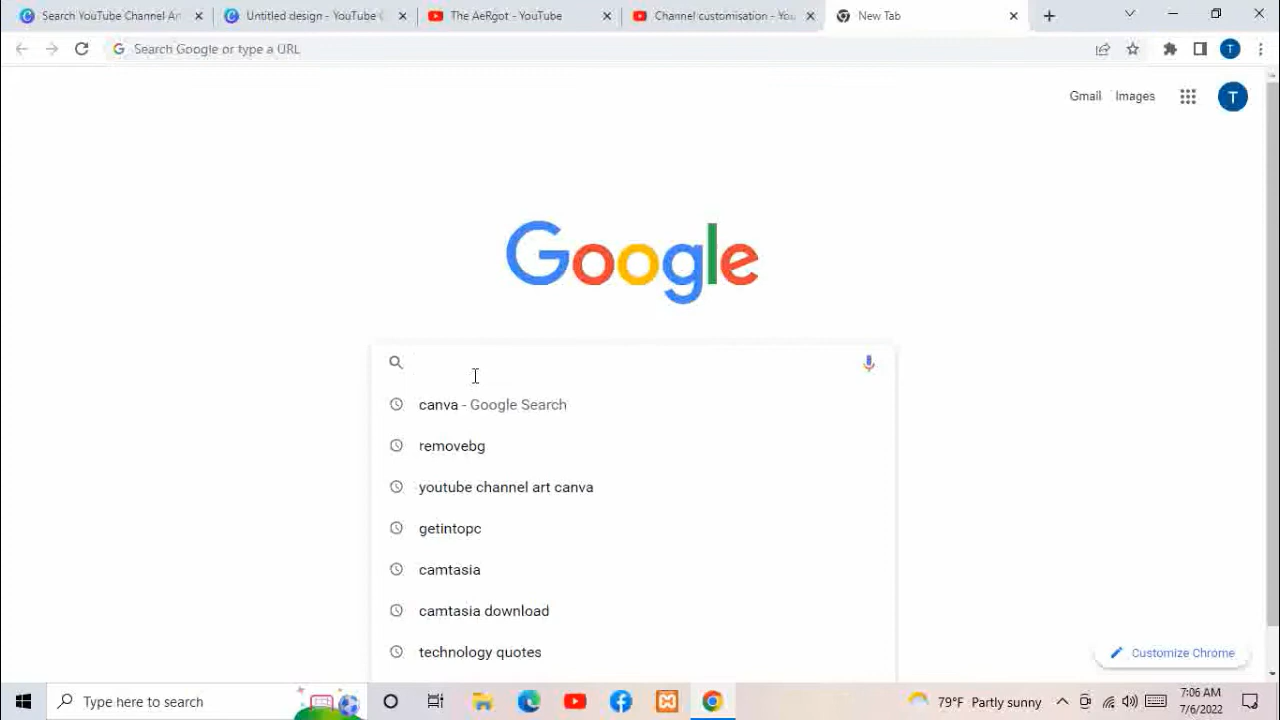 Search YouTube Channel Ar
Untitled design - YouTube C
The AeRgot - YouTube
Channel customisation - You
New Tab
Search Google or type a URL
T
Gmail Images
T
Google
canva - Google Search
removebg
youtube channel art canva
getintopc
camtasia
camtasia download
technology quotes
Customize Chrome
Type here to search
79°F Partly sunny
7:06 AM
7/6/2022